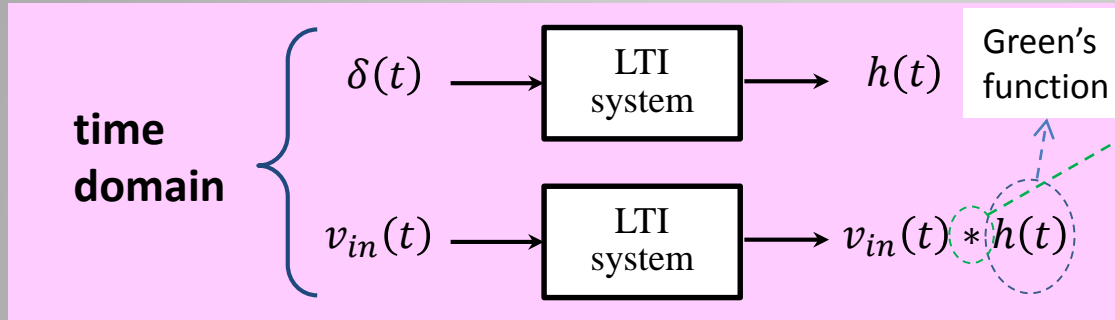 Green's
function
δ(t)
LTI
system
h(t)
time
domain
v_in(t)
LTI
system
v_in(t) * h(t)